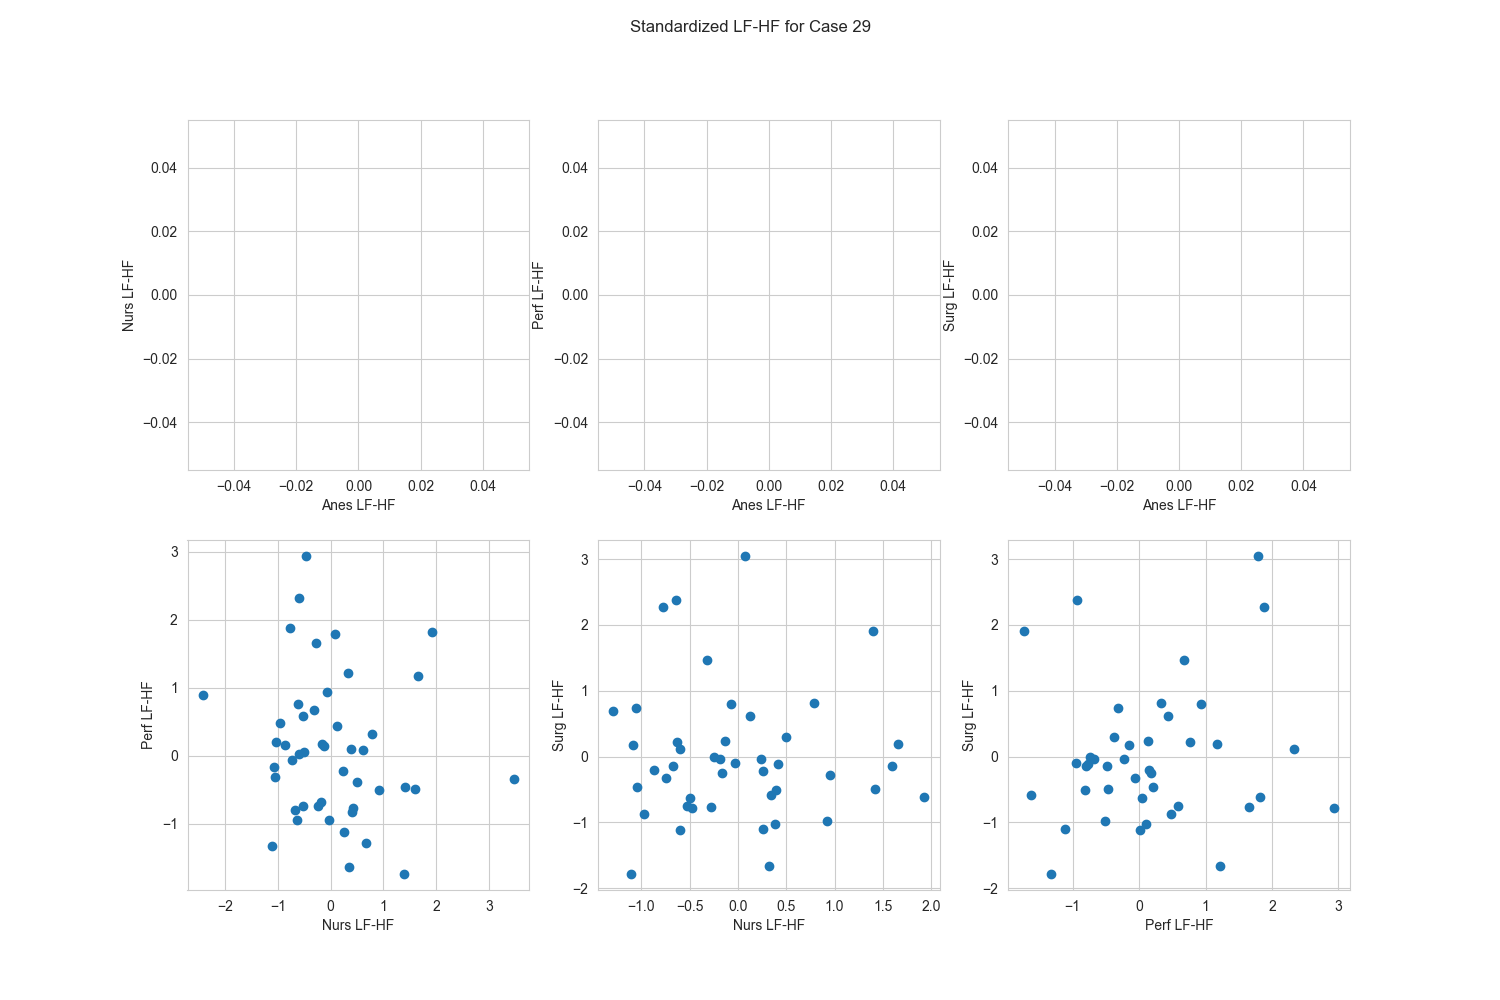 Standardized LF-HF for Case 29
0.04
0.02
0.00
−0.02
−0.04
Nurs LF-HF
−0.04 −0.02 0.00 0.02 0.04
Anes LF-HF
0.04
0.02
0.00
−0.02
−0.04
Perf LF-HF
−0.04 −0.02 0.00 0.02 0.04
Anes LF-HF
0.04
0.02
0.00
−0.02
−0.04
Surg LF-HF
−0.04 −0.02 0.00 0.02 0.04
Anes LF-HF
3
2
1
0
−1
Perf LF-HF
−2 −1 0 1 2 3
Nurs LF-HF
3
2
1
0
−1
−2
Surg LF-HF
−1.0 −0.5 0.0 0.5 1.0 1.5 2.0
Nurs LF-HF
3
2
1
0
−1
−2
Surg LF-HF
−1 0 1 2 3
Perf LF-HF